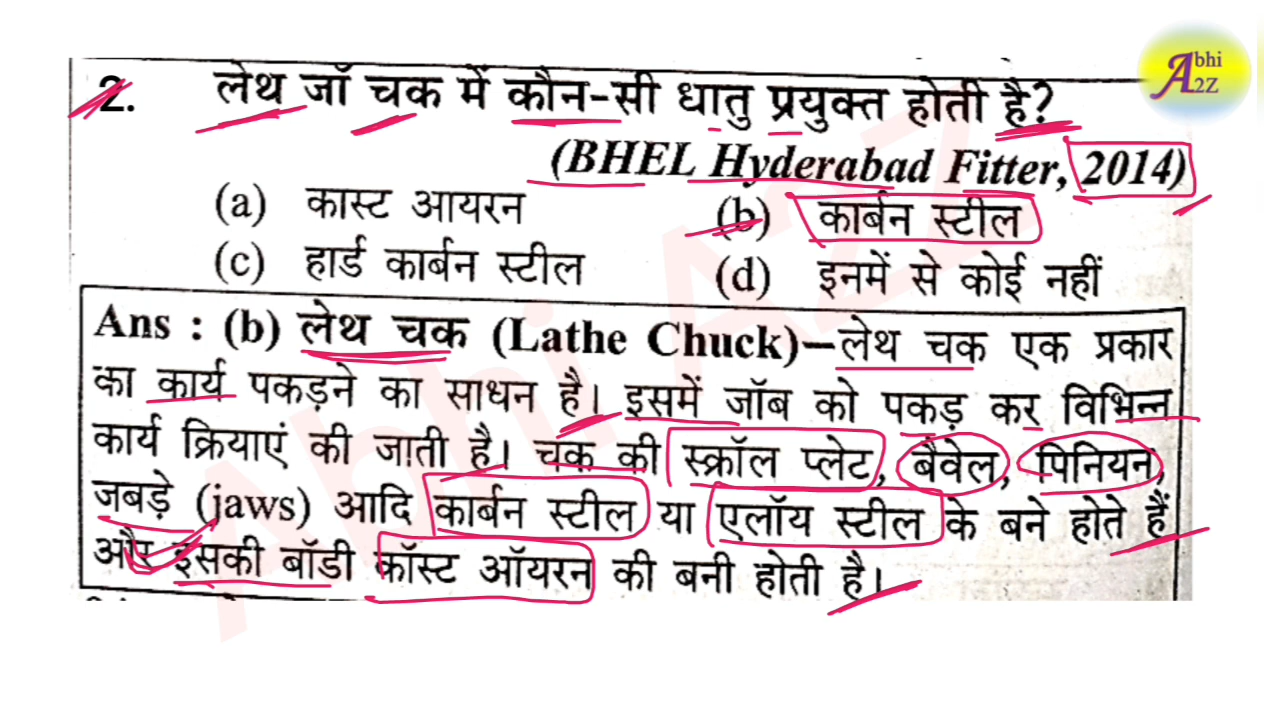 Abhi
A2Z
2. लेथ जॉ चक में कौन-सी धातु प्रयुक्त होती है?
(BHEL Hyderabad Fitter, 2014)
(a) कास्ट आयरन (b) कार्बन स्टील
(c) हार्ड कार्बन स्टील (d) इनमें से कोई नहीं
Ans : (b) लेथ चक (Lathe Chuck)–लेथ चक एक प्रकार
का कार्य पकड़ने का साधन है। इसमें जॉब को पकड़ कर विभिन्न
कार्य क्रियाएं की जाती है। चक की स्क्रॉल प्लेट, बैवेल, पिनियन,
जबड़े (jaws) आदि कार्बन स्टील या एलॉय स्टील के बने होते हैं
और इसकी बॉडी कॉस्ट ऑयरन की बनी होती है।
Abhi A2Z